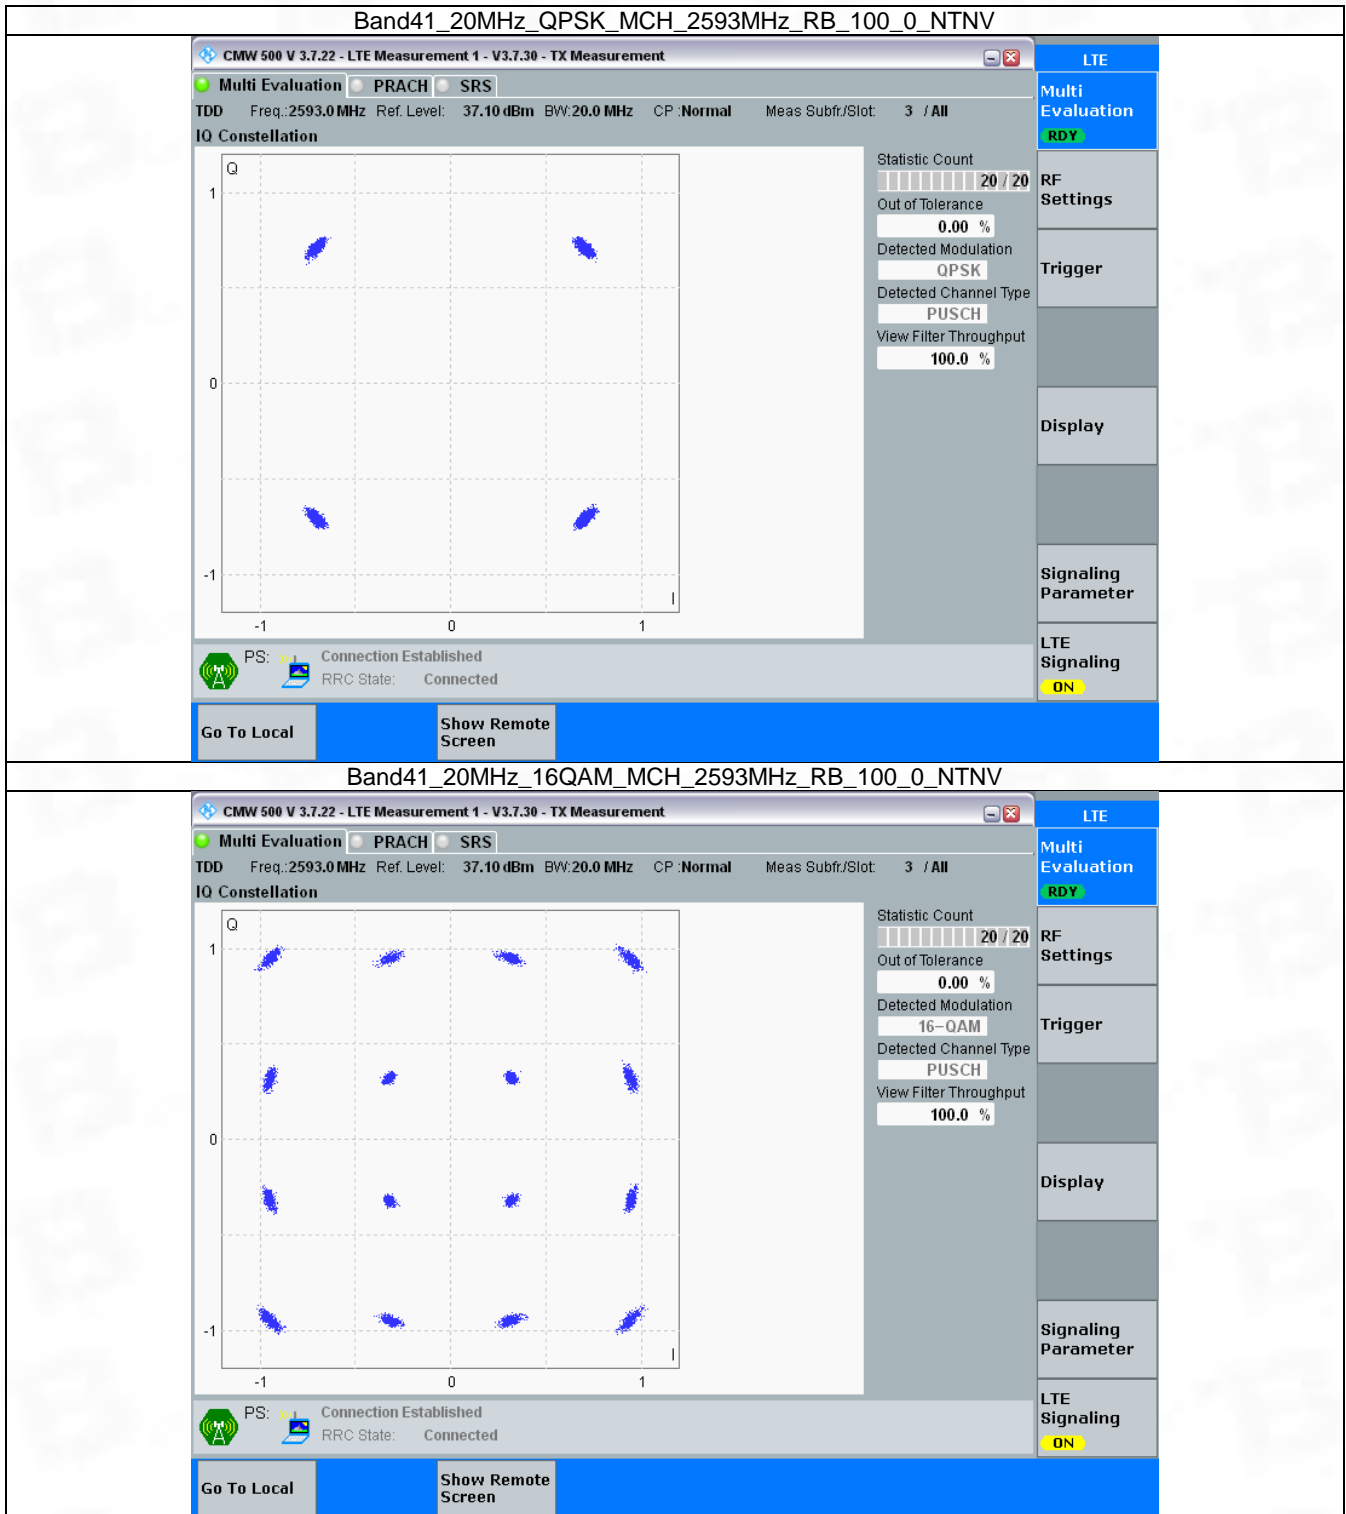 Band41_20MHz_QPSK_MCH_2593MHz_RB_100_0_NTNV
CMW 500 V 3.7.22 - LTE Measurement 1 - V3.7.30 - TX Measurement
LTE
Multi Evaluation PRACH SRS
Multi
Evaluation
RDY
TDD Freq.:2593.0 MHz Ref. Level: 37.10 dBm BW:20.0 MHz CP :Normal Meas Subfr./Slot: 3 / All
IQ Constellation
Q
1
0
-1
I
-1 0 1
Statistic Count
20 / 20
Out of Tolerance
0.00 %
Detected Modulation
QPSK
Detected Channel Type
PUSCH
View Filter Throughput
100.0 %
RF
Settings
Trigger
Display
Signaling
Parameter
LTE
Signaling
ON
PS: Connection Established
RRC State: Connected
Go To Local
Show Remote
Screen
Band41_20MHz_16QAM_MCH_2593MHz_RB_100_0_NTNV
CMW 500 V 3.7.22 - LTE Measurement 1 - V3.7.30 - TX Measurement
LTE
Multi Evaluation PRACH SRS
Multi
Evaluation
RDY
TDD Freq.:2593.0 MHz Ref. Level: 37.10 dBm BW:20.0 MHz CP :Normal Meas Subfr./Slot: 3 / All
IQ Constellation
Q
1
0
-1
I
-1 0 1
Statistic Count
20 / 20
Out of Tolerance
0.00 %
Detected Modulation
16-QAM
Detected Channel Type
PUSCH
View Filter Throughput
100.0 %
RF
Settings
Trigger
Display
Signaling
Parameter
LTE
Signaling
ON
PS: Connection Established
RRC State: Connected
Go To Local
Show Remote
Screen